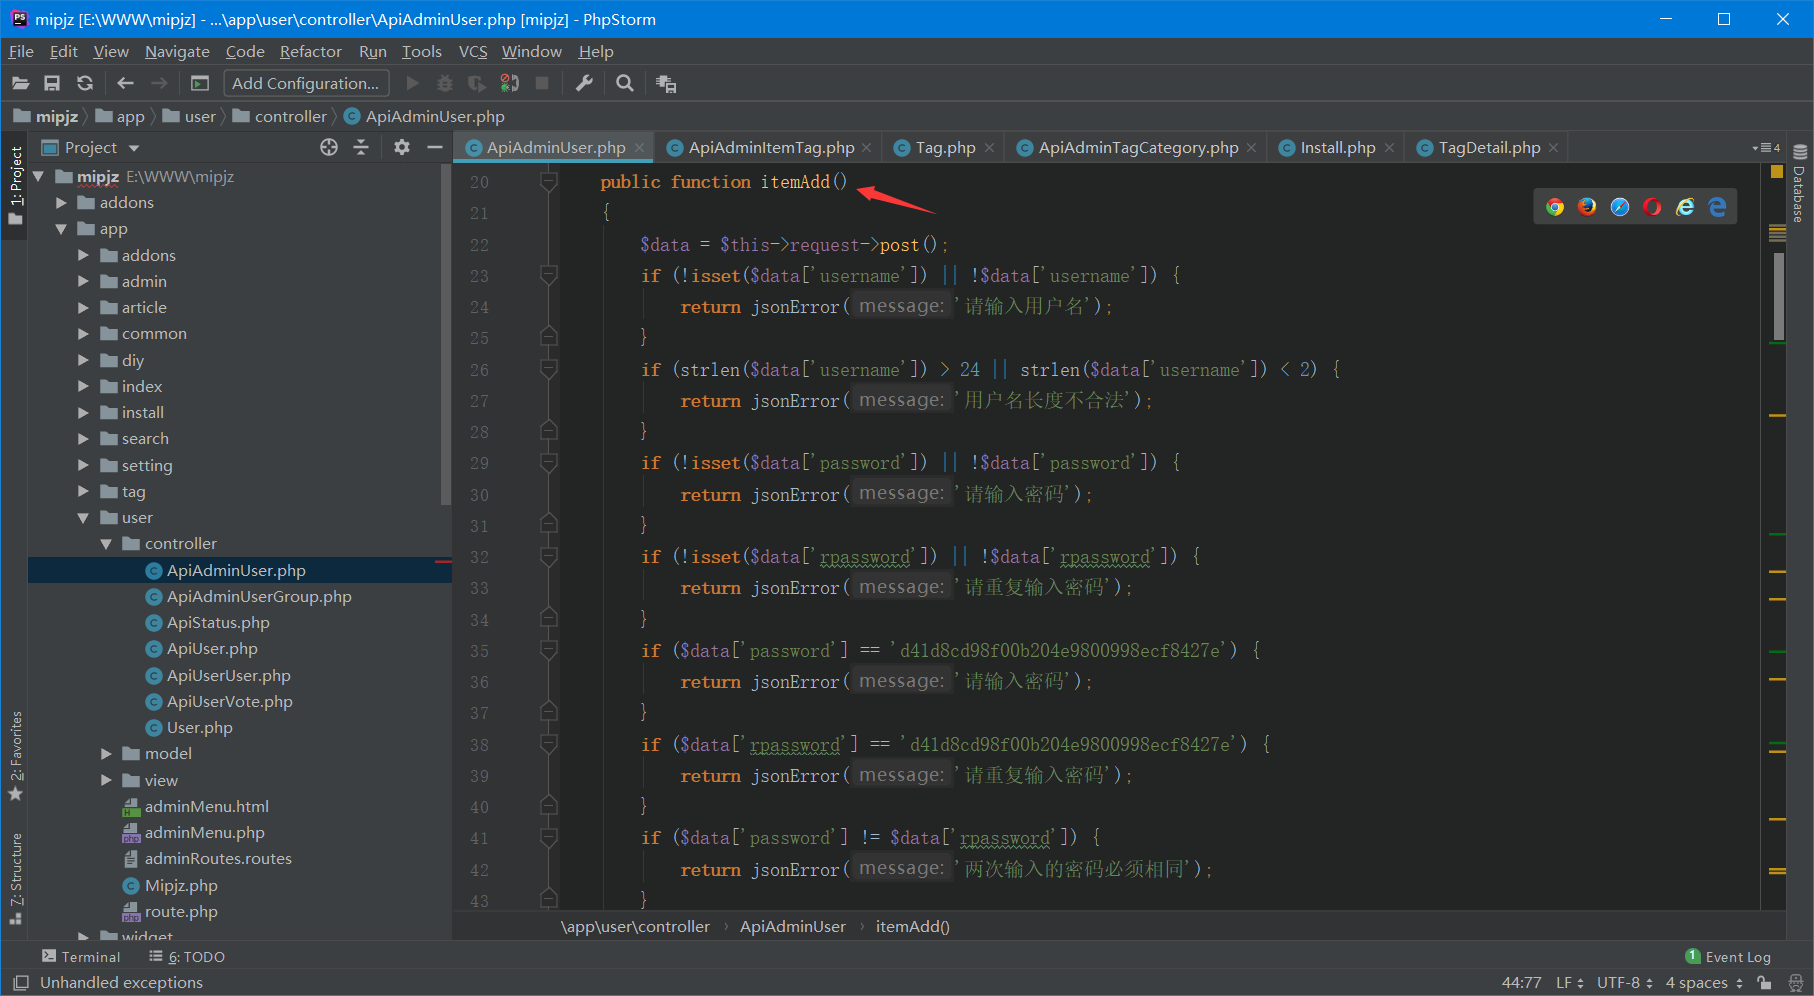 mipjz [E:\WWW\mipjz] - ...\app\user\controller\ApiAdminUser.php [mipjz] - PhpStorm
File Edit View Navigate Code Refactor Run Tools VCS Window Help
Add Configuration...
mipjz app user controller ApiAdminUser.php
Project
ApiAdminUser.php ApiAdminItemTag.php Tag.php ApiAdminTagCategory.php Install.php TagDetail.php 4
1: Project
2: Favorites
7: Structure
mipjz E:\WWW\mipjz
addons
app
addons
admin
article
common
diy
index
install
search
setting
tag
user
controller
ApiAdminUser.php
ApiAdminUserGroup.php
ApiStatus.php
ApiUser.php
ApiUserUser.php
ApiUserVote.php
User.php
model
view
adminMenu.html
adminMenu.php
adminRoutes.routes
Mipjz.php
route.php
widget
20 public function itemAdd()
21 {
22 $data = $this->request->post();
23 if (!isset($data['username']) || !$data['username']) {
24 return jsonError( message: '请输入用户名');
25 }
26 if (strlen($data['username']) > 24 || strlen($data['username']) < 2) {
27 return jsonError( message: '用户名长度不合法');
28 }
29 if (!isset($data['password']) || !$data['password']) {
30 return jsonError( message: '请输入密码');
31 }
32 if (!isset($data['rpassword']) || !$data['rpassword']) {
33 return jsonError( message: '请重复输入密码');
34 }
35 if ($data['password'] == 'd41d8cd98f00b204e9800998ecf8427e') {
36 return jsonError( message: '请输入密码');
37 }
38 if ($data['rpassword'] == 'd41d8cd98f00b204e9800998ecf8427e') {
39 return jsonError( message: '请重复输入密码');
40 }
41 if ($data['password'] != $data['rpassword']) {
42 return jsonError( message: '两次输入的密码必须相同');
43 }
Database
\app\user\controller › ApiAdminUser › itemAdd()
Terminal 6: TODO 1 Event Log
Unhandled exceptions 44:77 LF UTF-8 4 spaces